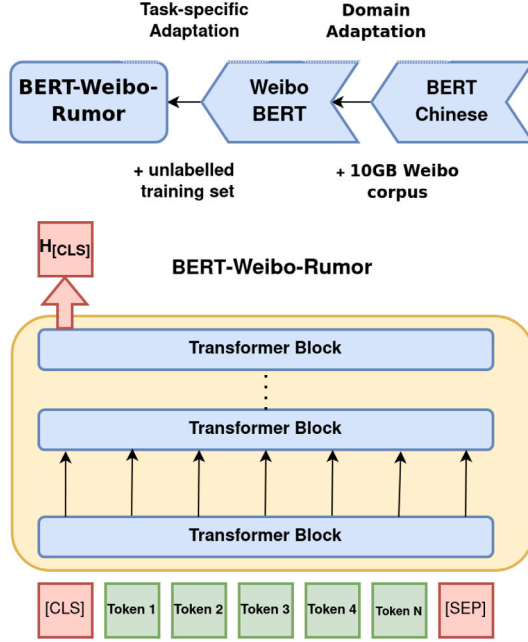 Task-specific
Adaptation
Domain
Adaptation
BERT-Weibo-
Rumor
Weibo
BERT
BERT
Chinese
+ unlabelled
training set
+ 10GB Weibo
corpus
H[CLS]
BERT-Weibo-Rumor
Transformer Block
Transformer Block
Transformer Block
[CLS]
Token 1
Token 2
Token 3
Token 4
Token N
[SEP]